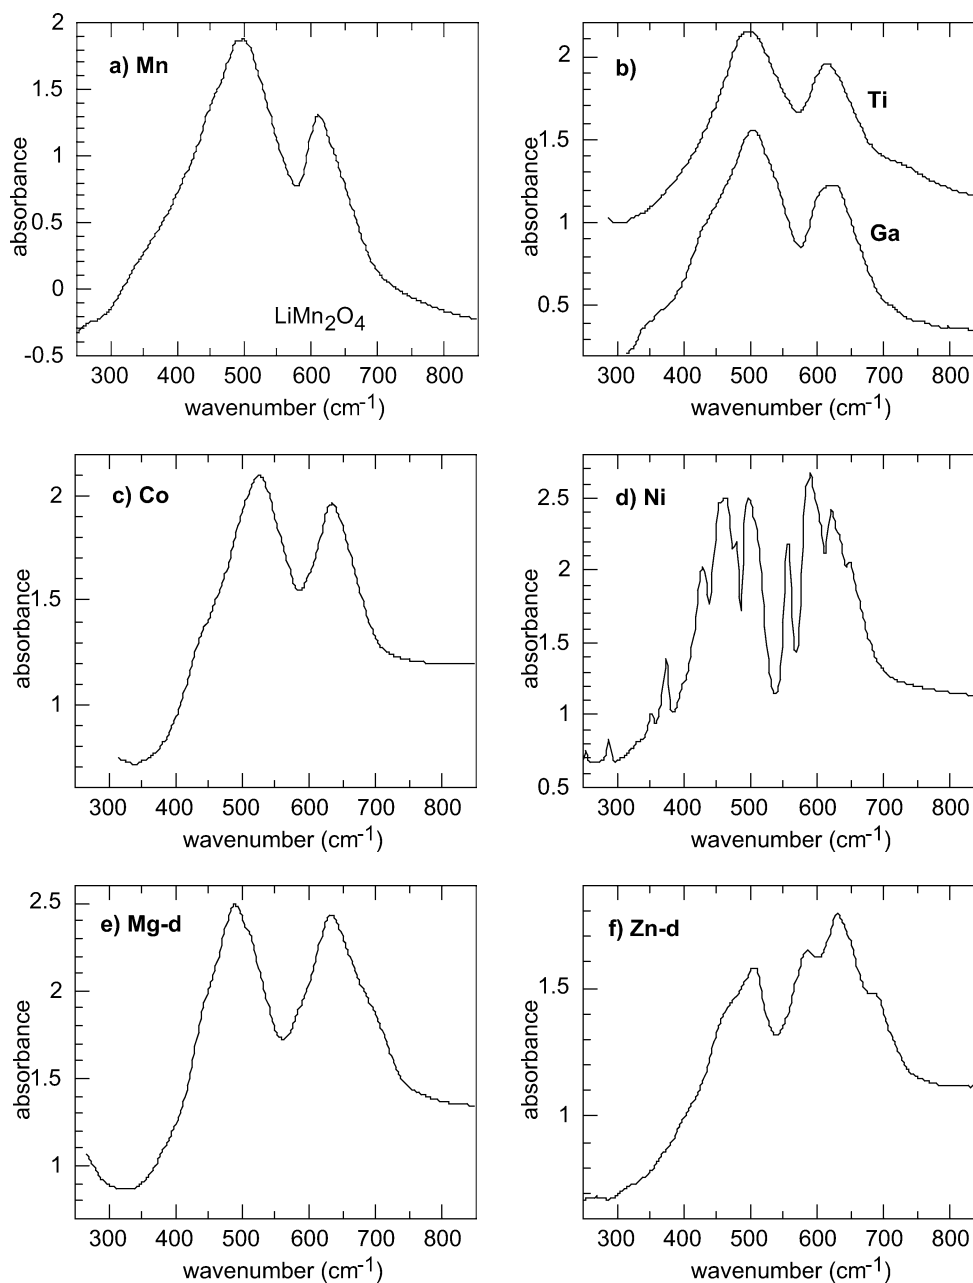 a) Mn
2
1.5
1
0.5
0
-0.5
absorbance
LiMn₂O₄
300 400 500 600 700 800
wavenumber (cm⁻¹)
b)
Ti
Ga
2
1.5
1
0.5
absorbance
300 400 500 600 700 800
wavenumber (cm⁻¹)
c) Co
2
1.5
1
absorbance
300 400 500 600 700 800
wavenumber (cm⁻¹)
d) Ni
2.5
2
1.5
1
0.5
absorbance
300 400 500 600 700 800
wavenumber (cm⁻¹)
e) Mg-d
2.5
2
1.5
1
absorbance
300 400 500 600 700 800
wavenumber (cm⁻¹)
f) Zn-d
1.5
1
absorbance
300 400 500 600 700 800
wavenumber (cm⁻¹)